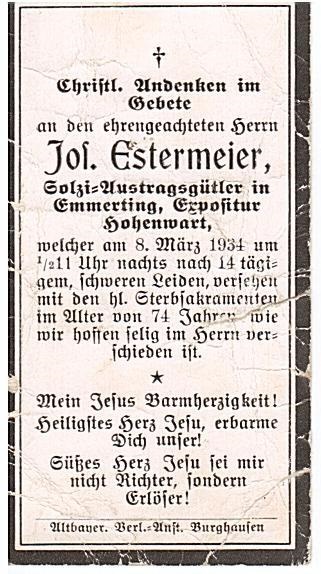 Christl. Andenken im
Gebete
an den ehrengeachteten Herrn
Jos. Estermeier,
Solzi=Austragsgütler in
Emmerting, Expositur
Hohenwart,
welcher am 8. März 1934 um
1/211 Uhr nachts nach 14 tägi=
gem, schweren Leiden, versehen
mit den hl. Sterbsakramenten
im Alter von 74 Jahren, wie
wir hoffen selig im Herrn ver=
schieden ist.
Mein Jesus Barmherzigkeit!
Heiligstes Herz Jesu, erbarme
Dich unser!
Süßes Herz Jesu sei mir
nicht Richter, sondern
Erlöser!
Altbayer. Verl.=Anst. Burghausen